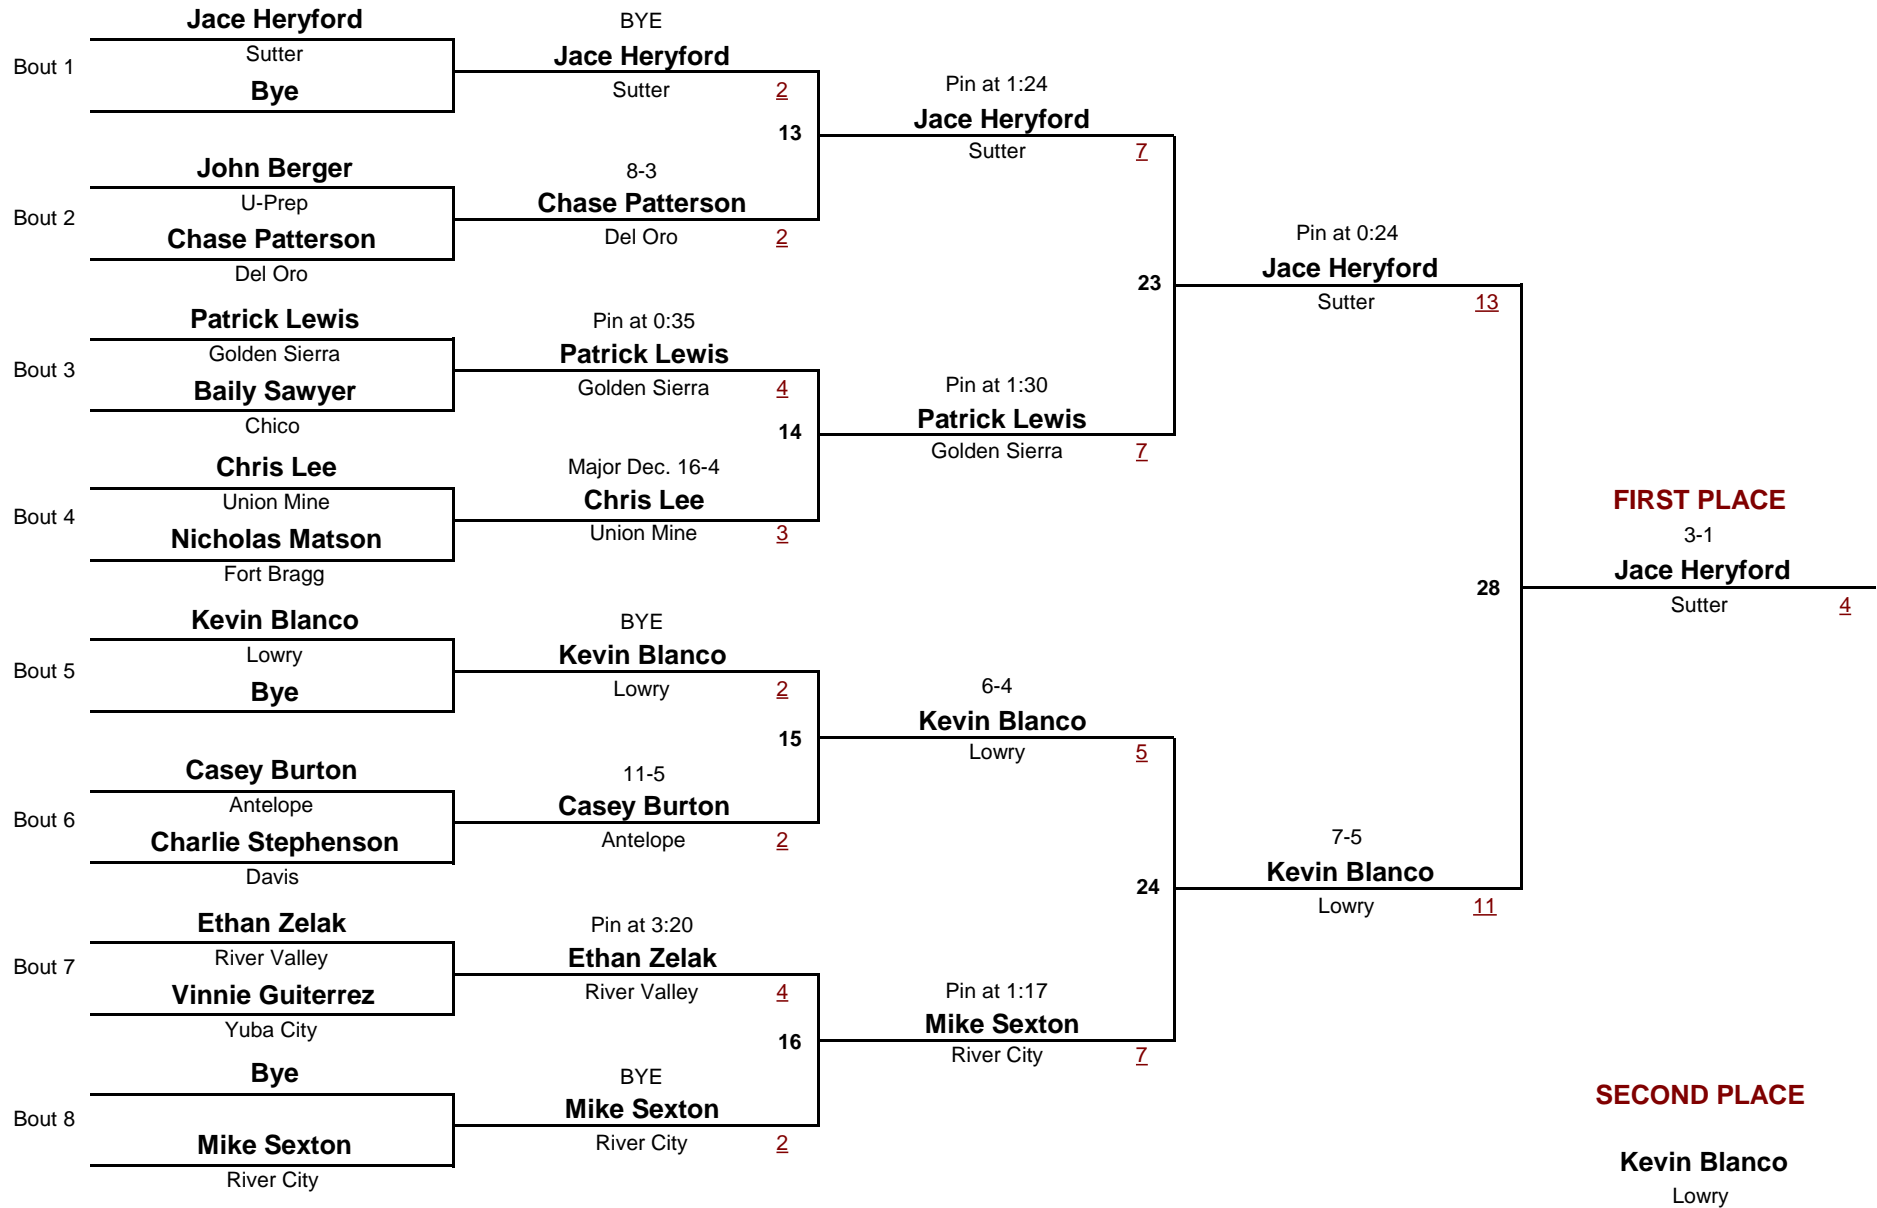 Jace Heryford
Bout 1
Sutter
Bye
John Berger
Bout 2
U-Prep
Chase Patterson
Del Oro
Patrick Lewis
Bout 3
Golden Sierra
Baily Sawyer
Chico
Chris Lee
Bout 4
Union Mine
Nicholas Matson
Fort Bragg
Kevin Blanco
Bout 5
Lowry
Bye
Casey Burton
Bout 6
Antelope
Charlie Stephenson
Davis
Ethan Zelak
Bout 7
River Valley
Vinnie Guiterrez
Yuba City
Bye
Bout 8
Mike Sexton
River City
BYE
Jace Heryford
Sutter 2
13
8-3
Chase Patterson
Del Oro 2
Pin at 0:35
Patrick Lewis
Golden Sierra 4
14
Major Dec. 16-4
Chris Lee
Union Mine 3
BYE
Kevin Blanco
Lowry 2
15
11-5
Casey Burton
Antelope 2
Pin at 3:20
Ethan Zelak
River Valley 4
16
BYE
Mike Sexton
River City 2
Pin at 1:24
Jace Heryford
Sutter 7
23
Pin at 1:30
Patrick Lewis
Golden Sierra 7
6-4
Kevin Blanco
Lowry 5
24
Pin at 1:17
Mike Sexton
River City 7
Pin at 0:24
Jace Heryford
Sutter 13
28
7-5
Kevin Blanco
Lowry 11
FIRST PLACE
3-1
Jace Heryford
Sutter 4
SECOND PLACE
Kevin Blanco
Lowry